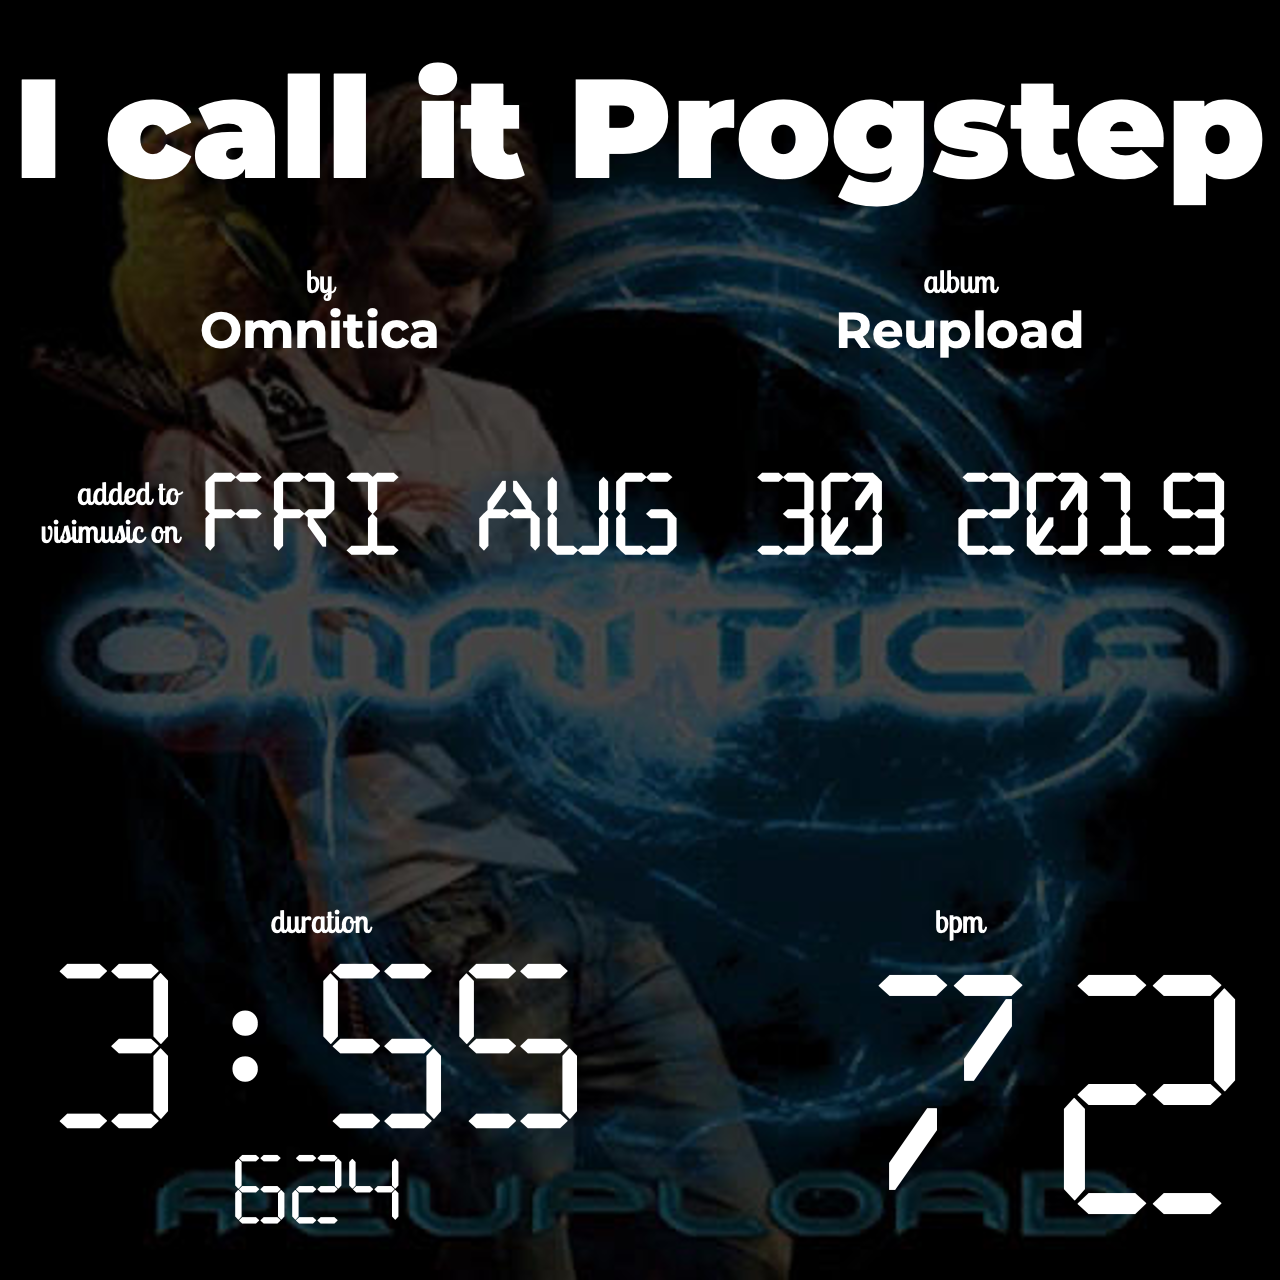 I call it Progstep
by
Omnitica
album
Reupload
added to
visimusic on
FRI AUG 30 2019
OMNITICA
duration
3:55
624
bpm
72
REUPLOAD